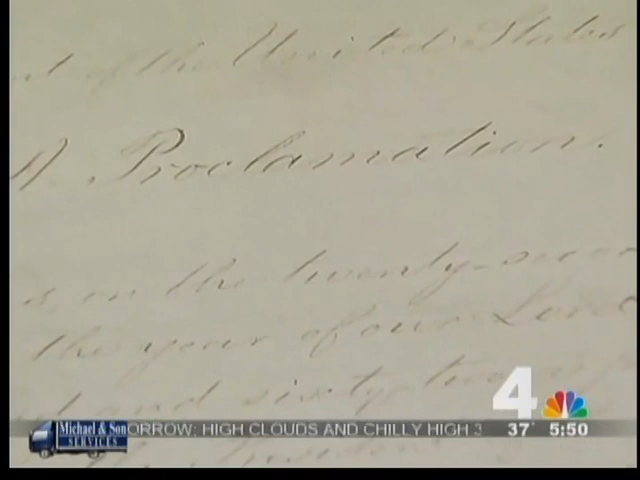 t of the United States
A Proclamation.
s, on the twenty-secon
the year of our Lord
and sixty two
4
Michael & Son
SERVICES
ORROW: HIGH CLOUDS AND CHILLY HIGH 3
37° 5:50